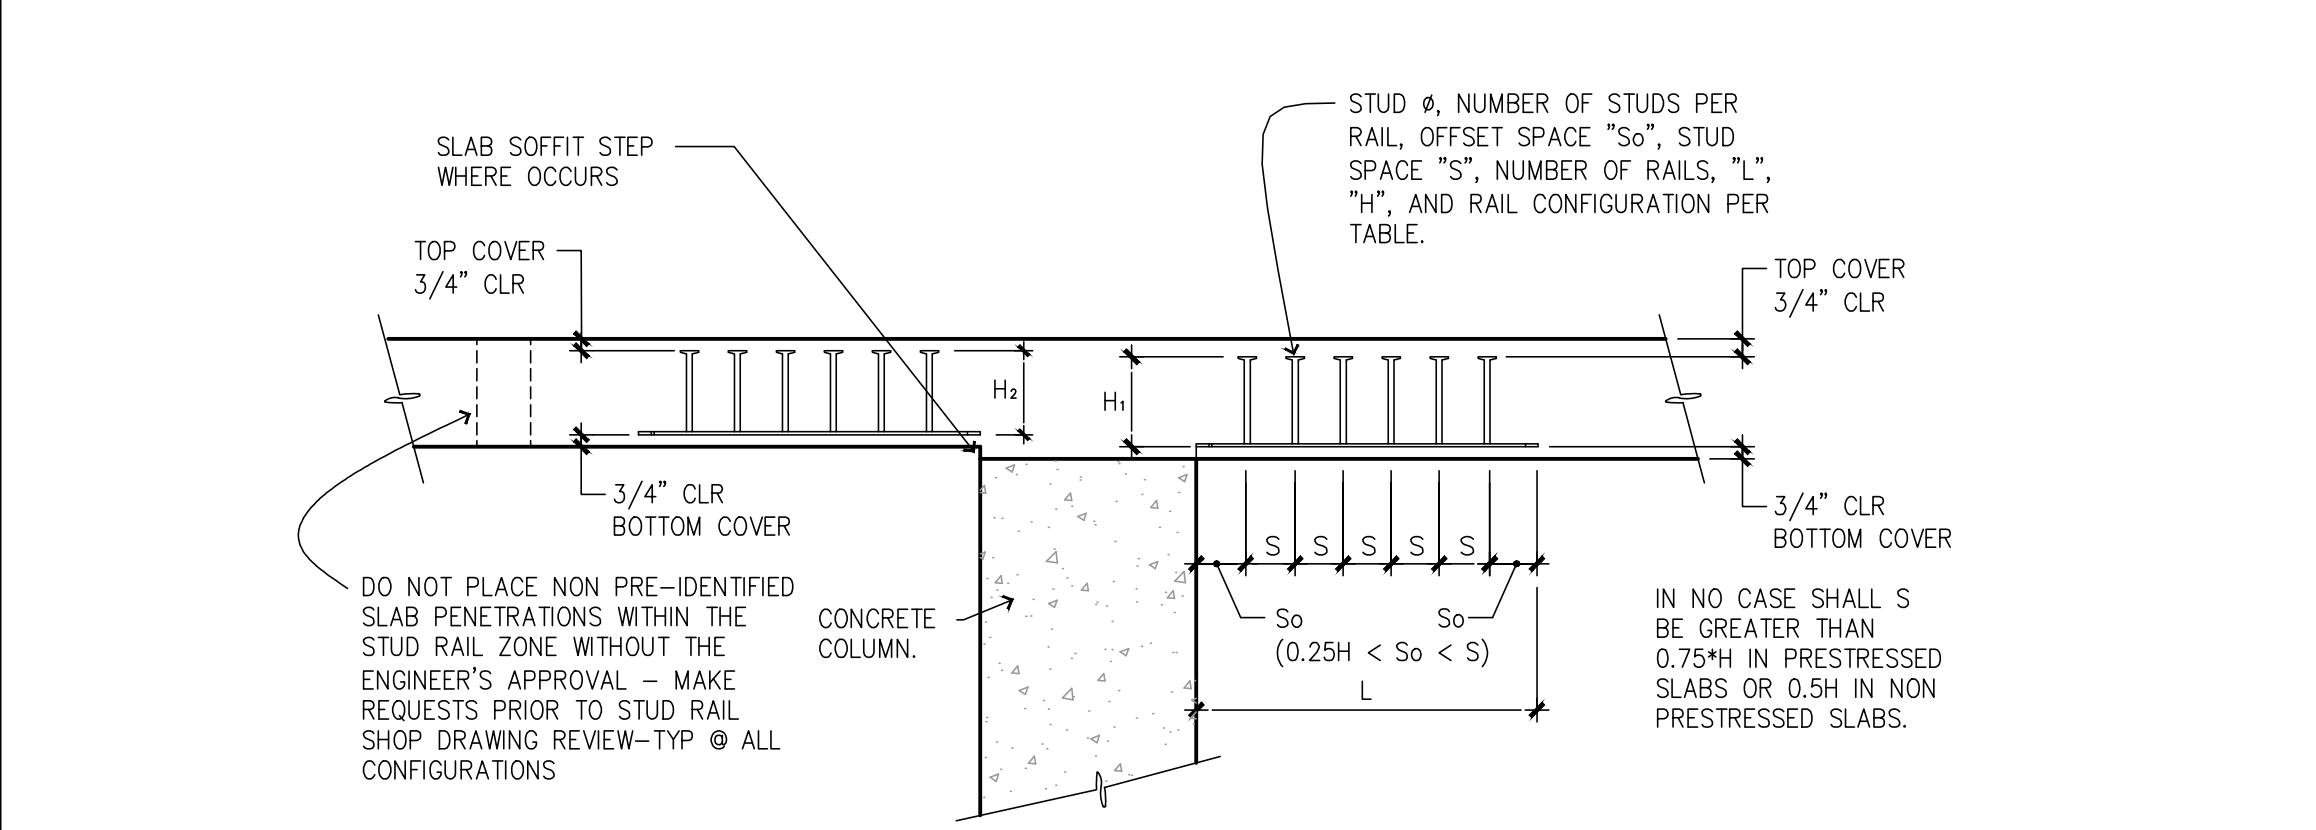 STUD Ø, NUMBER OF STUDS PER
RAIL, OFFSET SPACE "So", STUD
SPACE "S", NUMBER OF RAILS, "L",
"H", AND RAIL CONFIGURATION PER
TABLE.
SLAB SOFFIT STEP
WHERE OCCURS
TOP COVER
3/4" CLR
TOP COVER
3/4" CLR
H2
H1
3/4" CLR
BOTTOM COVER
3/4" CLR
BOTTOM COVER
S S S S S
DO NOT PLACE NON PRE-IDENTIFIED
SLAB PENETRATIONS WITHIN THE
STUD RAIL ZONE WITHOUT THE
ENGINEER'S APPROVAL - MAKE
REQUESTS PRIOR TO STUD RAIL
SHOP DRAWING REVIEW-TYP @ ALL
CONFIGURATIONS
CONCRETE
COLUMN.
So So
(0.25H < So < S)
L
IN NO CASE SHALL S
BE GREATER THAN
0.75*H IN PRESTRESSED
SLABS OR 0.5H IN NON
PRESTRESSED SLABS.